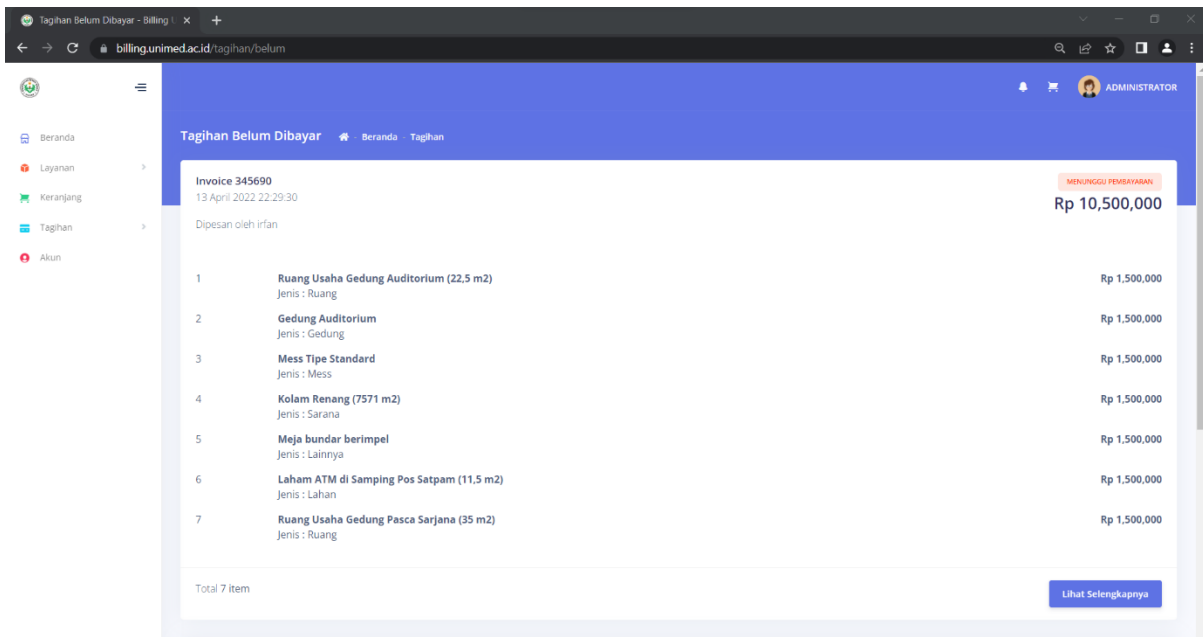 Tagihan Belum Dibayar - Billing U
billing.unimed.ac.id/tagihan/belum
ADMINISTRATOR
Beranda
Layanan
Keranjang
Tagihan
Akun
Tagihan Belum Dibayar - Beranda - Tagihan
Invoice 345690
MENUNGGU PEMBAYARAN
13 April 2022 22:29:30
Rp 10,500,000
Dipesan oleh irfan
1 Ruang Usaha Gedung Auditorium (22,5 m2) Rp 1,500,000
Jenis : Ruang
2 Gedung Auditorium Rp 1,500,000
Jenis : Gedung
3 Mess Tipe Standard Rp 1,500,000
Jenis : Mess
4 Kolam Renang (7571 m2) Rp 1,500,000
Jenis : Sarana
5 Meja bundar berimpel Rp 1,500,000
Jenis : Lainnya
6 Laham ATM di Samping Pos Satpam (11,5 m2) Rp 1,500,000
Jenis : Lahan
7 Ruang Usaha Gedung Pasca Sarjana (35 m2) Rp 1,500,000
Jenis : Ruang
Total 7 item
Lihat Selengkapnya